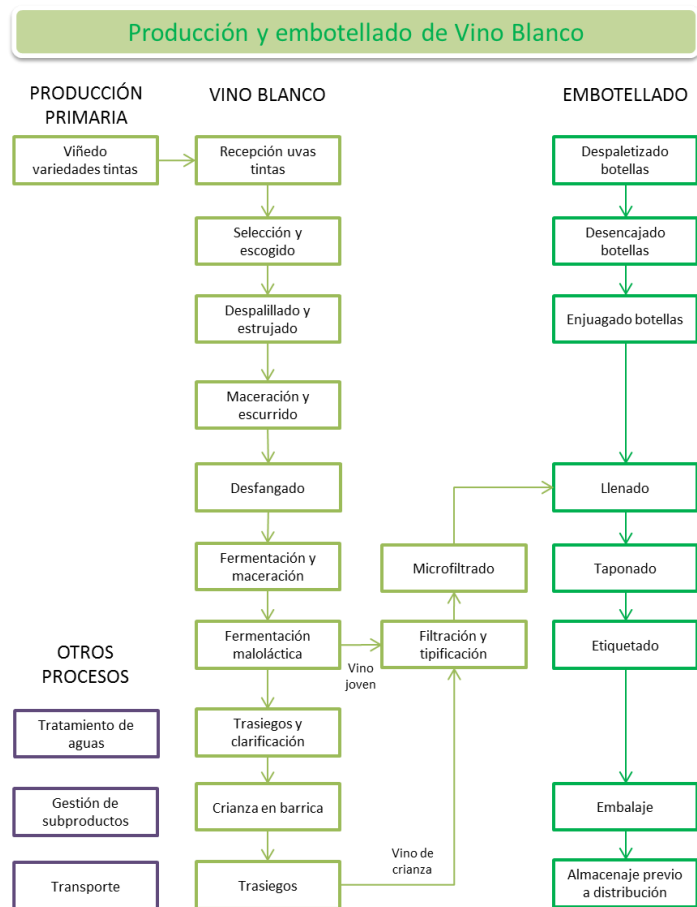 Producción y embotellado de Vino Blanco
PRODUCCIÓN
PRIMARIA
Viñedo
variedades tintas
VINO BLANCO
Recepción uvas
tintas
Selección y
escogido
Despalillado y
estrujado
Maceración y
escurrido
Desfangado
Fermentación y
maceración
Fermentación
maloláctica
Vino
joven
Trasiegos y
clarificación
Crianza en barrica
Trasiegos
Vino de
crianza
Filtración y
tipificación
Microfiltrado
EMBOTELLADO
Despaletizado
botellas
Desencajado
botellas
Enjuagado botellas
Llenado
Taponado
Etiquetado
Embalaje
Almacenaje previo
a distribución
OTROS
PROCESOS
Tratamiento de
aguas
Gestión de
subproductos
Transporte